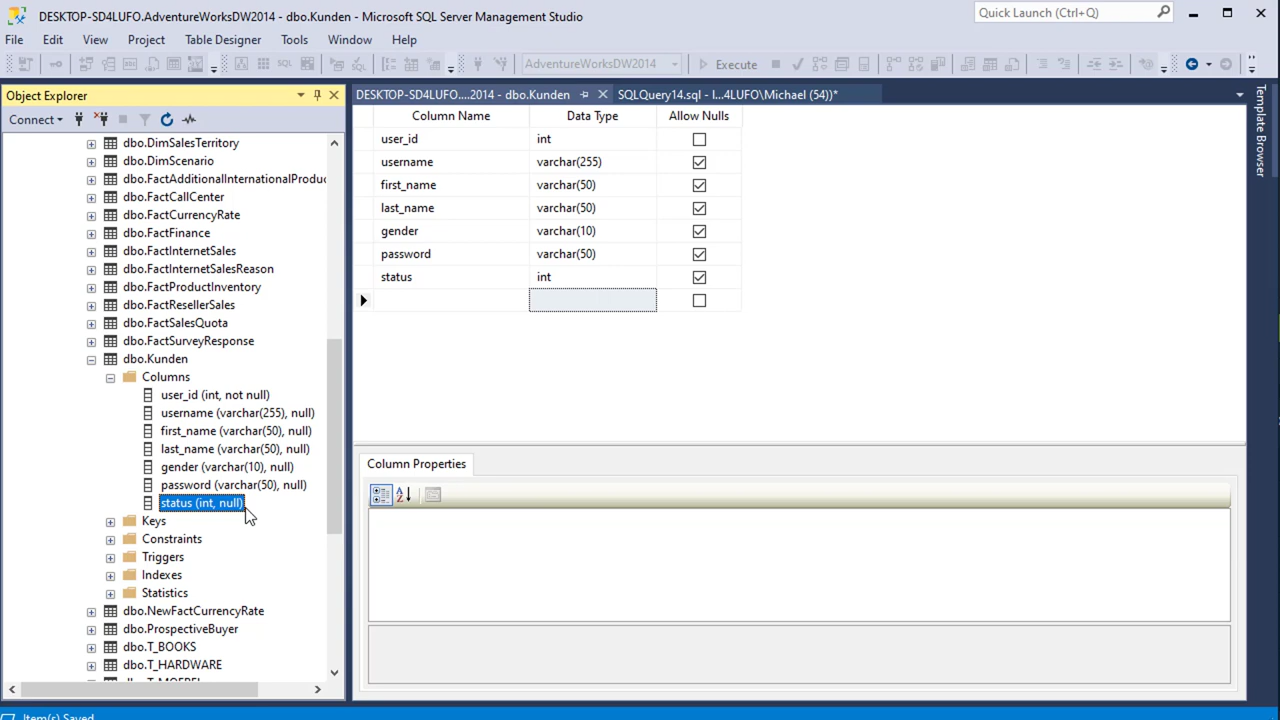 DESKTOP-SD4LUFO.AdventureWorksDW2014 - dbo.Kunden - Microsoft SQL Server Management Studio
Quick Launch (Ctrl+Q)
File Edit View Project Table Designer Tools Window Help
SQL AdventureWorksDW2014 Execute
Object Explorer
Connect
dbo.DimSalesTerritory
dbo.DimScenario
dbo.FactAdditionalInternationalProduc
dbo.FactCallCenter
dbo.FactCurrencyRate
dbo.FactFinance
dbo.FactInternetSales
dbo.FactInternetSalesReason
dbo.FactProductInventory
dbo.FactResellerSales
dbo.FactSalesQuota
dbo.FactSurveyResponse
dbo.Kunden
Columns
user_id (int, not null)
username (varchar(255), null)
first_name (varchar(50), null)
last_name (varchar(50), null)
gender (varchar(10), null)
password (varchar(50), null)
status (int, null)
Keys
Constraints
Triggers
Indexes
Statistics
dbo.NewFactCurrencyRate
dbo.ProspectiveBuyer
dbo.T_BOOKS
dbo.T_HARDWARE
DESKTOP-SD4LUFO....2014 - dbo.Kunden
SQLQuery14.sql - l...4LUFO\Michael (54))*
Column Name Data Type Allow Nulls
user_id int
username varchar(255)
first_name varchar(50)
last_name varchar(50)
gender varchar(10)
password varchar(50)
status int
Column Properties
Template Browser
Item(s) Saved